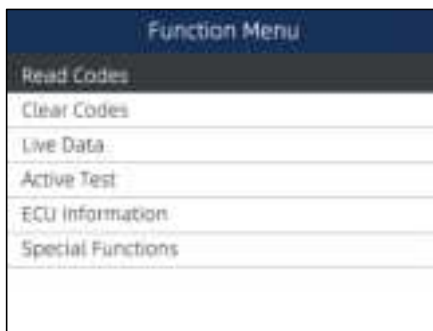 Function Menu
Read Codes
Clear Codes
Live Data
Active Test
ECU Information
Special Functions